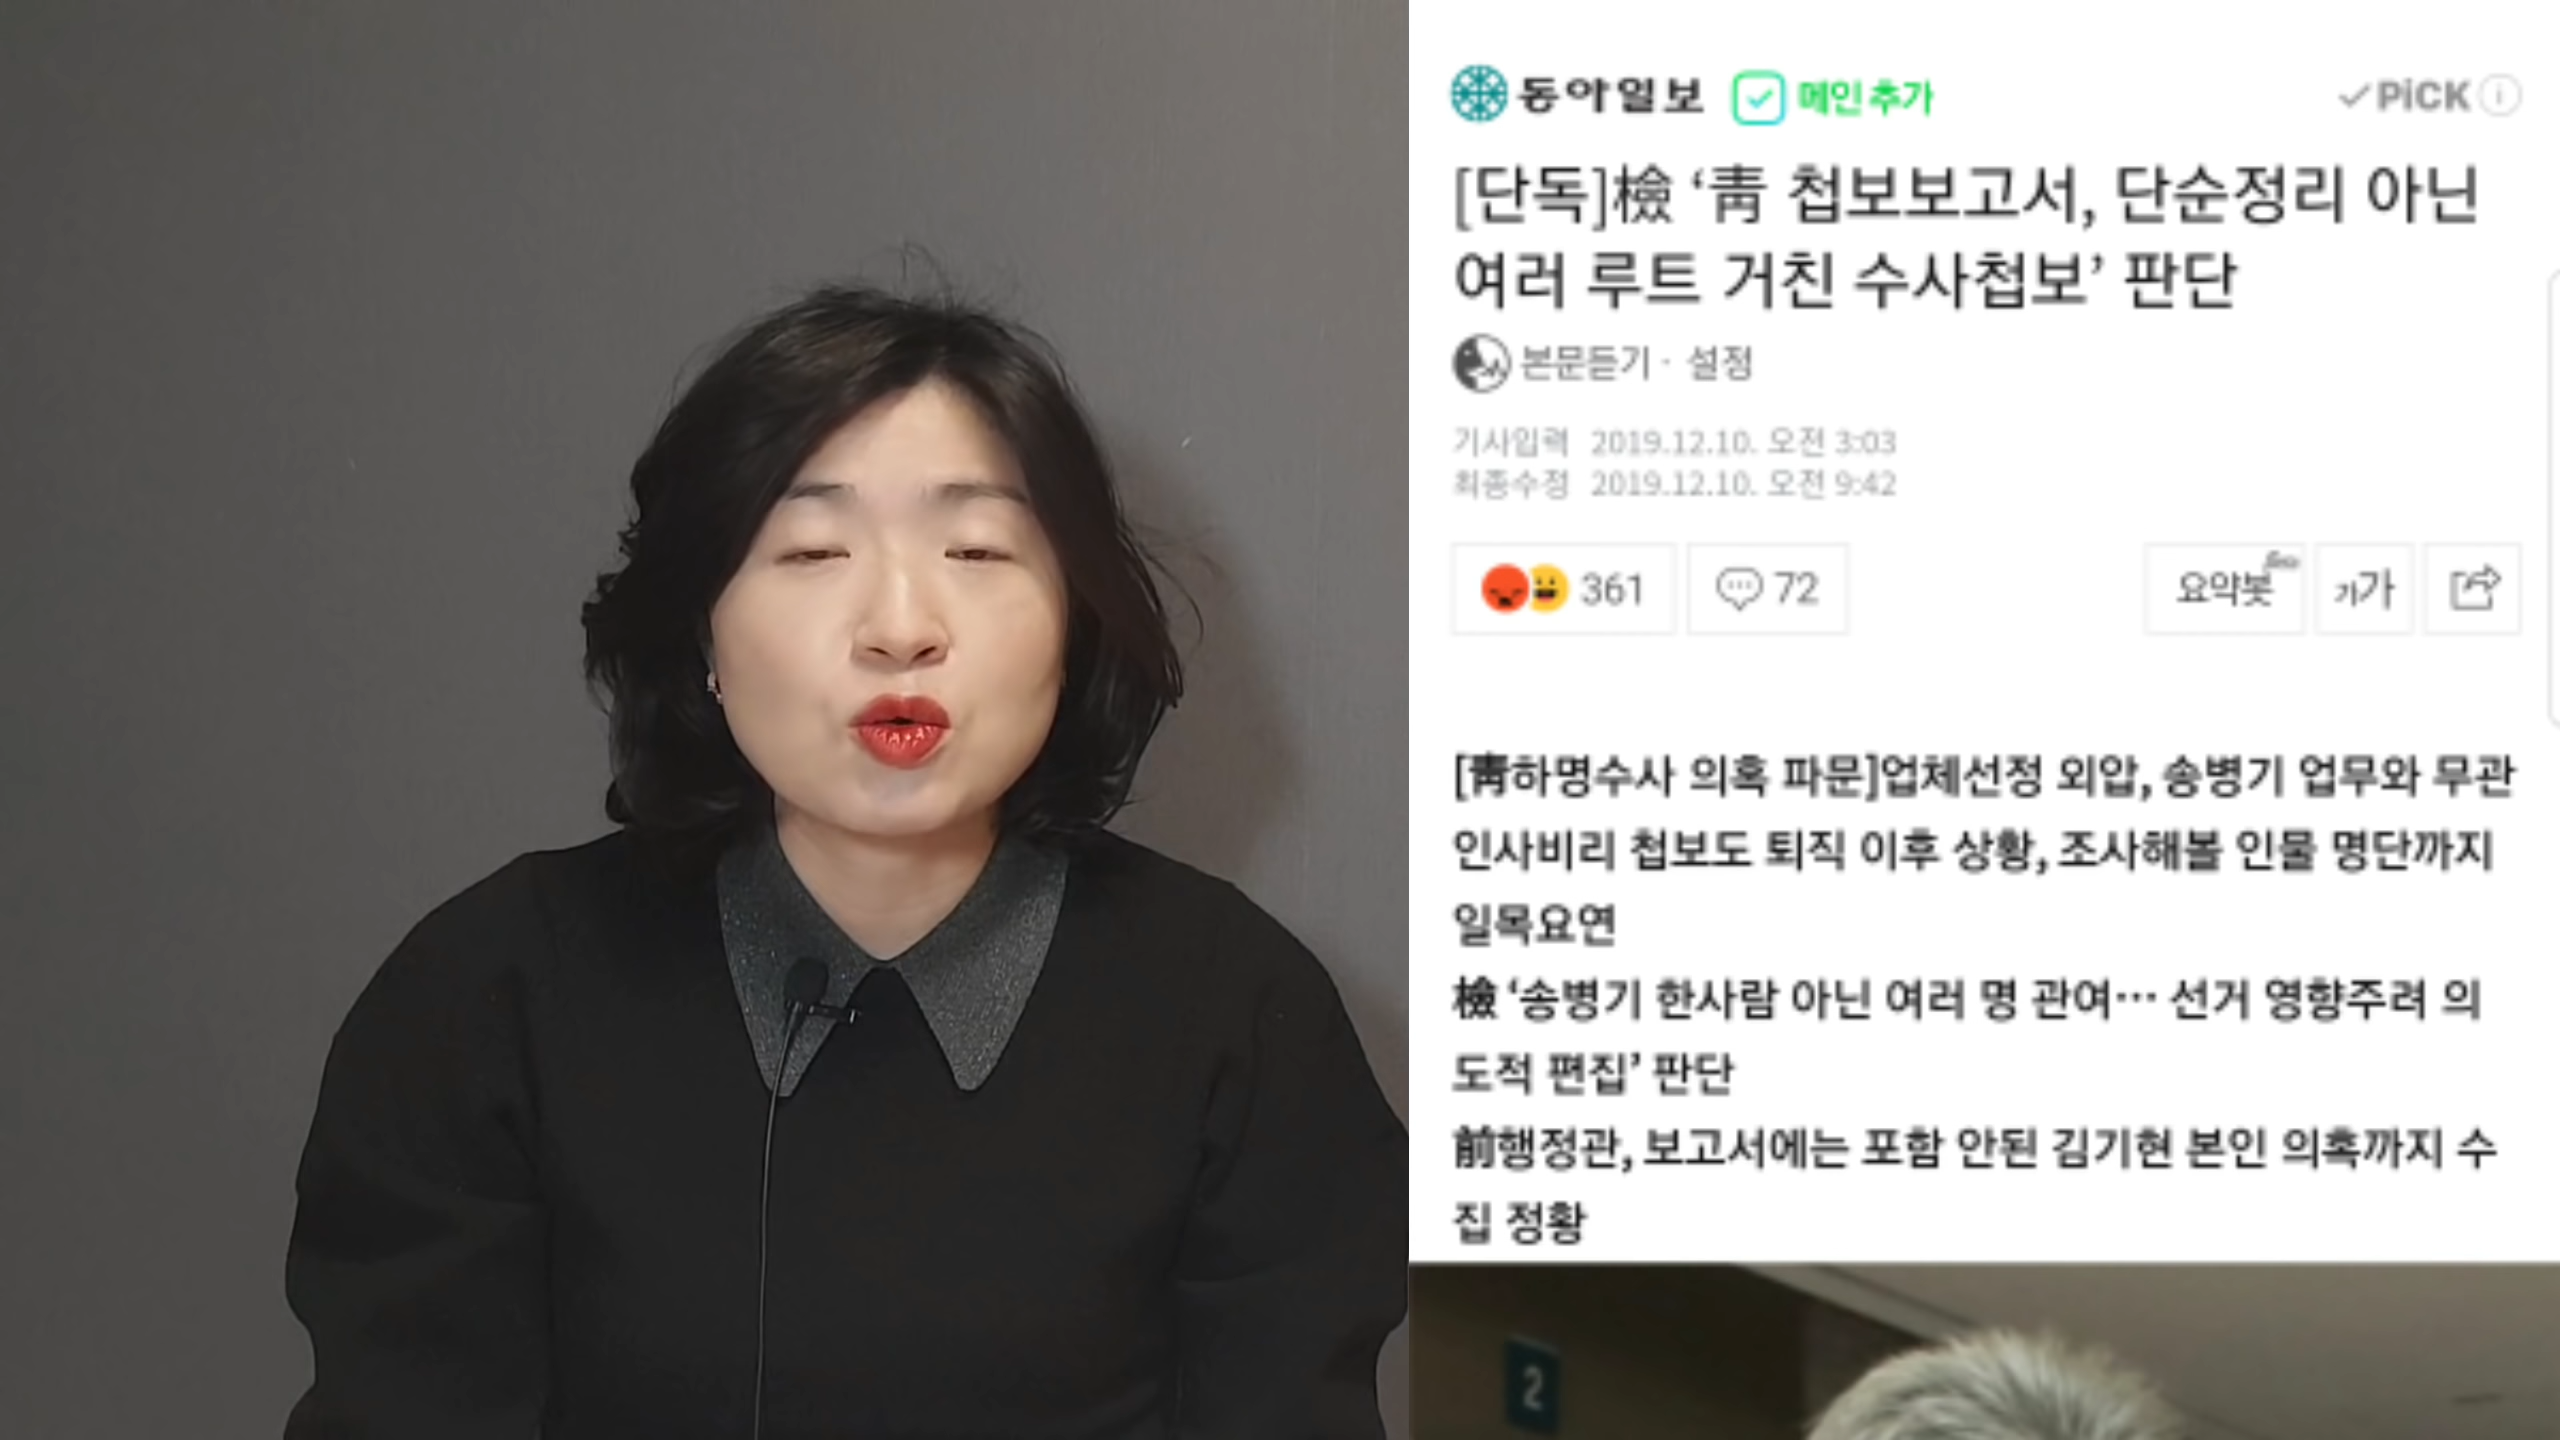 동아일보 메인 추가 PiCK
[단독]檢 ‘靑 첩보보고서, 단순정리 아닌
여러 루트 거친 수사첩보’ 판단
본문듣기 · 설정
기사입력 2019.12.10. 오전 3:03
최종수정 2019.12.10. 오전 9:42
361 72 요약봇 가가
[靑하명수사 의혹 파문]업체선정 외압, 송병기 업무와 무관
인사비리 첩보도 퇴직 이후 상황, 조사해볼 인물 명단까지
일목요연
檢 ‘송병기 한사람 아닌 여러 명 관여… 선거 영향주려 의
도적 편집’ 판단
前행정관, 보고서에는 포함 안된 김기현 본인 의혹까지 수
집 정황
2